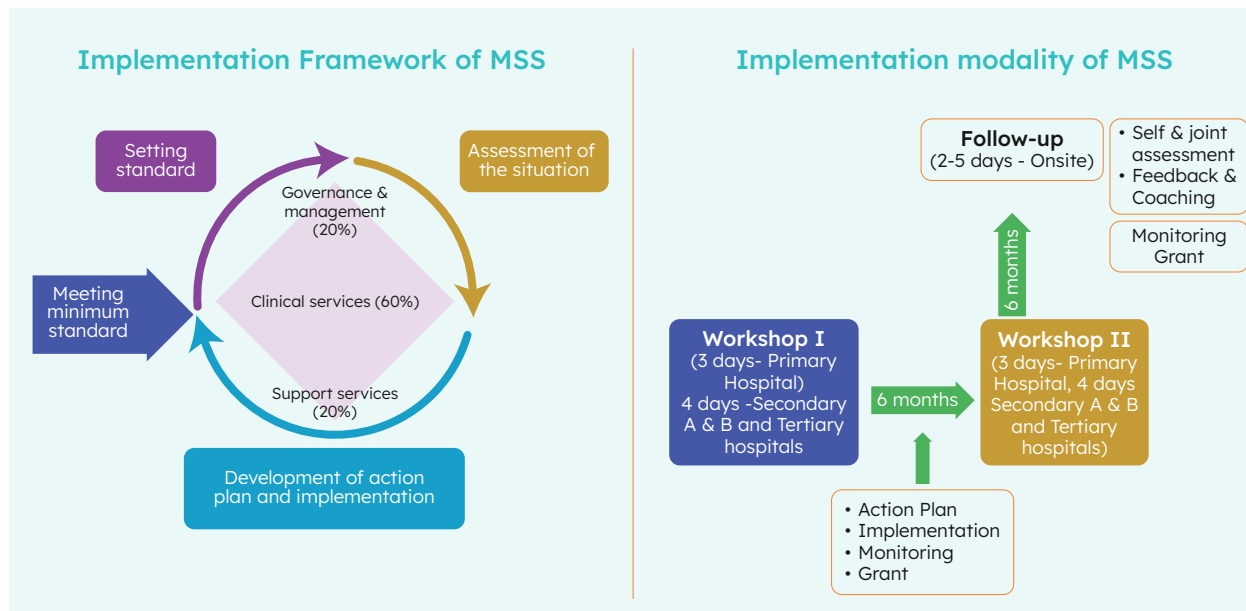 Implementation Framework of MSS
Setting
standard
Assessment of
the situation
Governance &
management
(20%)
Meeting
minimum
standard
Clinical services (60%)
Support services
(20%)
Development of action
plan and implementation
Implementation modality of MSS
Follow-up
(2-5 days - Onsite)
• Self & joint
assessment
• Feedback &
Coaching
Monitoring
Grant
6 months
Workshop I
(3 days- Primary
Hospital)
4 days -Secondary
A & B and Tertiary
hospitals
6 months
Workshop II
(3 days- Primary
Hospital, 4 days
Secondary A & B
and Tertiary
hospitals)
• Action Plan
• Implementation
• Monitoring
• Grant